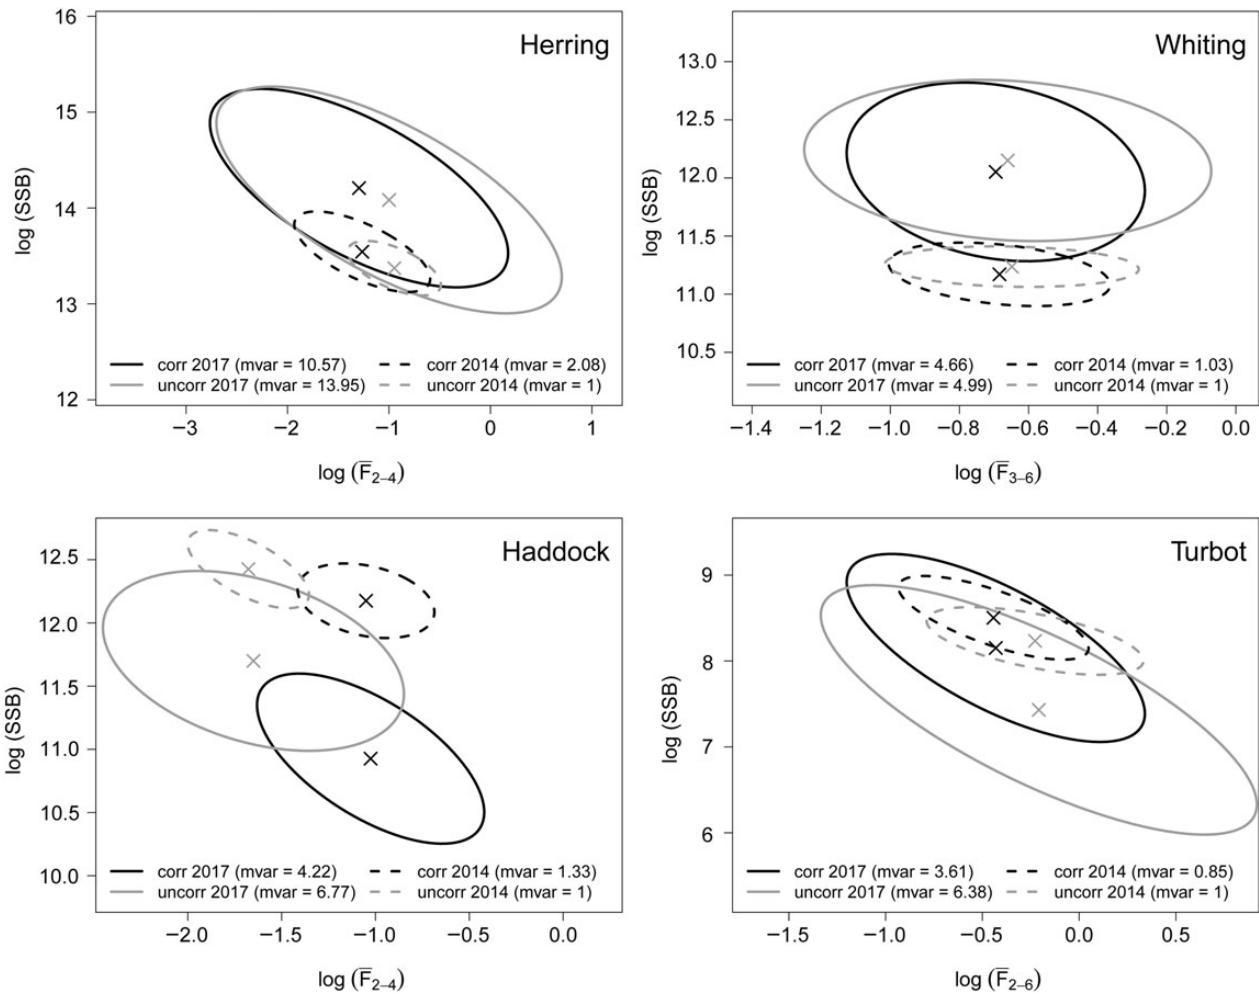 Herring
16
15
14
13
12
log (SSB)
corr 2017 (mvar = 10.57) corr 2014 (mvar = 2.08)
uncorr 2017 (mvar = 13.95) uncorr 2014 (mvar = 1)
−3 −2 −1 0 1
log (F̅2–4)
Whiting
13.0
12.5
12.0
11.5
11.0
10.5
log (SSB)
corr 2017 (mvar = 4.66) corr 2014 (mvar = 1.03)
uncorr 2017 (mvar = 4.99) uncorr 2014 (mvar = 1)
−1.4 −1.2 −1.0 −0.8 −0.6 −0.4 −0.2 0.0
log (F̅3–6)
Haddock
12.5
12.0
11.5
11.0
10.5
10.0
log (SSB)
corr 2017 (mvar = 4.22) corr 2014 (mvar = 1.33)
uncorr 2017 (mvar = 6.77) uncorr 2014 (mvar = 1)
−2.0 −1.5 −1.0 −0.5 0.0
log (F̅2–4)
Turbot
9
8
7
6
log (SSB)
corr 2017 (mvar = 3.61) corr 2014 (mvar = 0.85)
uncorr 2017 (mvar = 6.38) uncorr 2014 (mvar = 1)
−1.5 −1.0 −0.5 0.0 0.5
log (F̅2–6)